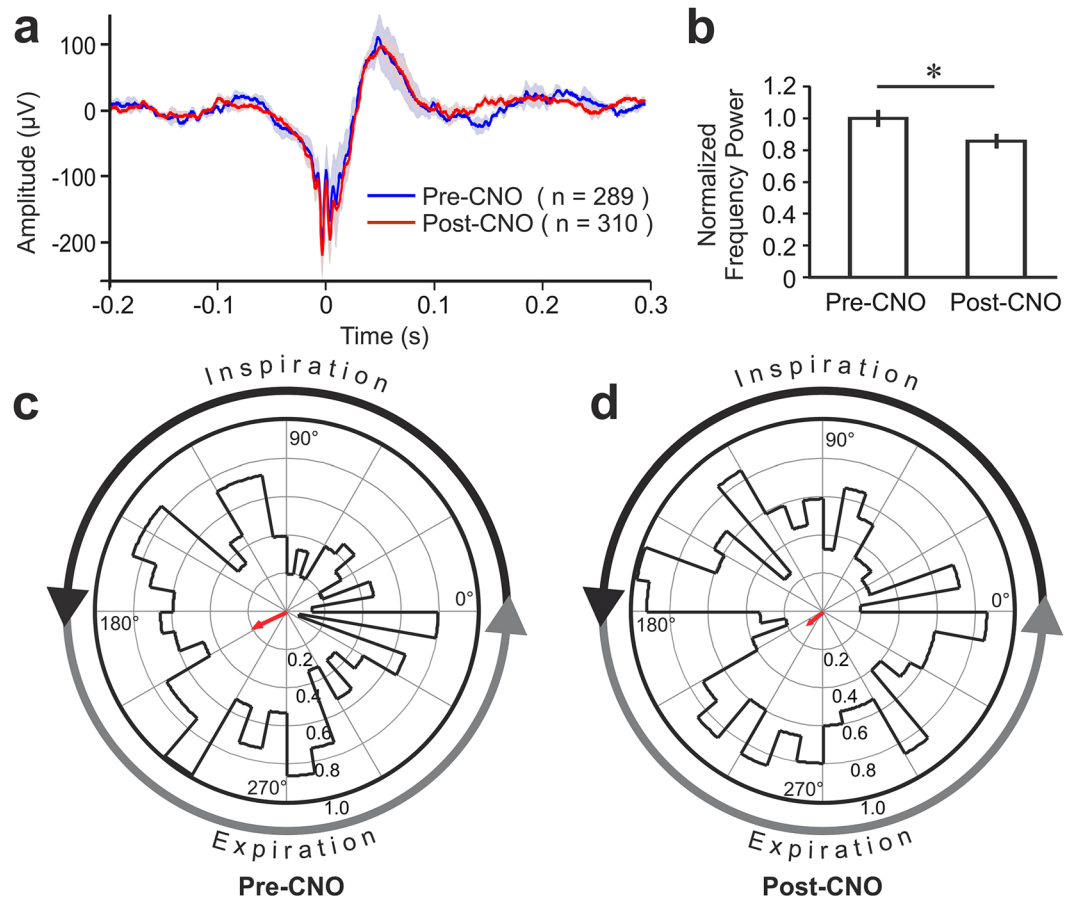 a
100
0
-100
-200
Amplitude (µV)
Pre-CNO ( n = 289 )
Post-CNO ( n = 310 )
-0.2
-0.1
0
0.1
0.2
0.3
Time (s)
b
*
1.2
1.0
0.8
0.6
0.4
0.2
0
Normalized
Frequency Power
Pre-CNO
Post-CNO
c
Inspiration
90°
0°
180°
0.2
0.4
0.6
0.8
270°
1.0
Expiration
Pre-CNO
d
Inspiration
90°
0°
180°
0.2
0.4
0.6
0.8
270°
1.0
Expiration
Post-CNO